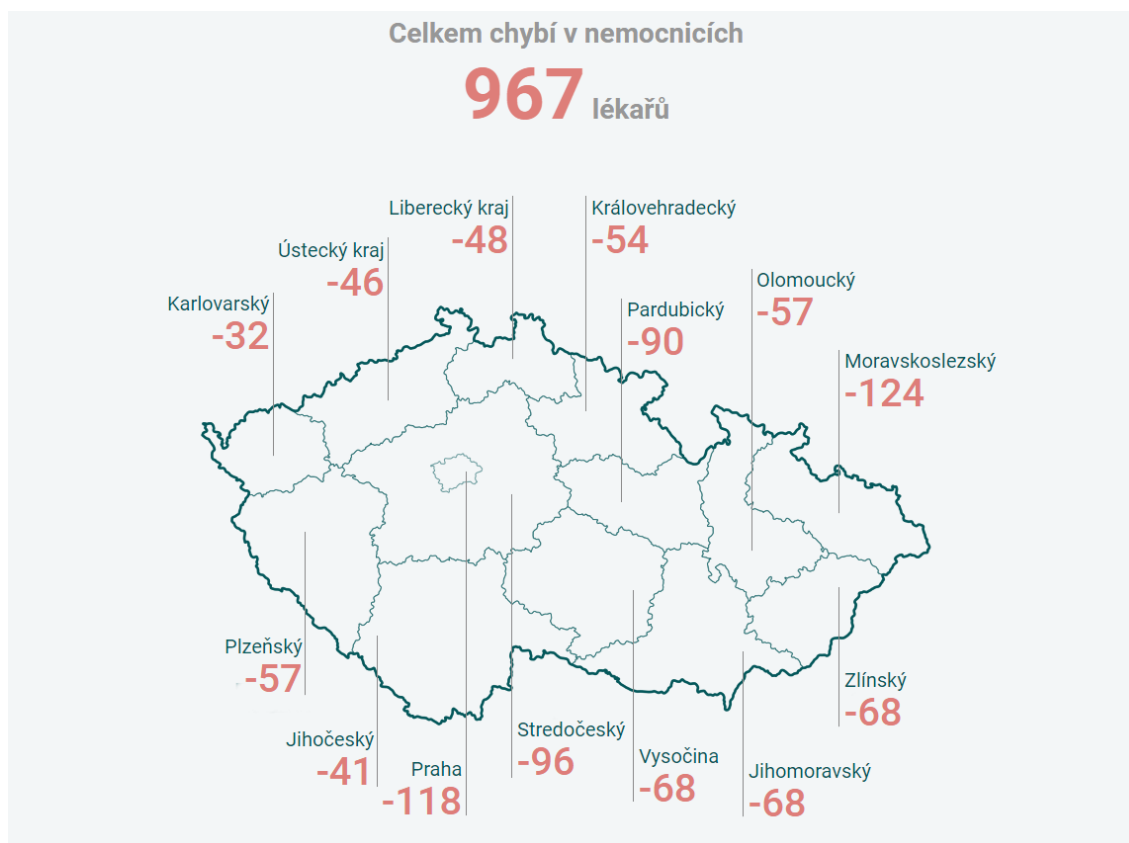 Celkem chybí v nemocnicích
967 lékařů
Liberecký kraj
-48
Královehradecký
-54
Ústecký kraj
-46
Olomoucký
-57
Karlovarský
-32
Pardubický
-90
Moravskoslezský
-124
Plzeňský
-57
Zlínský
-68
Stredočeský
-96
Jihočeský
-41
Vysočina
-68
Praha
-118
Jihomoravský
-68